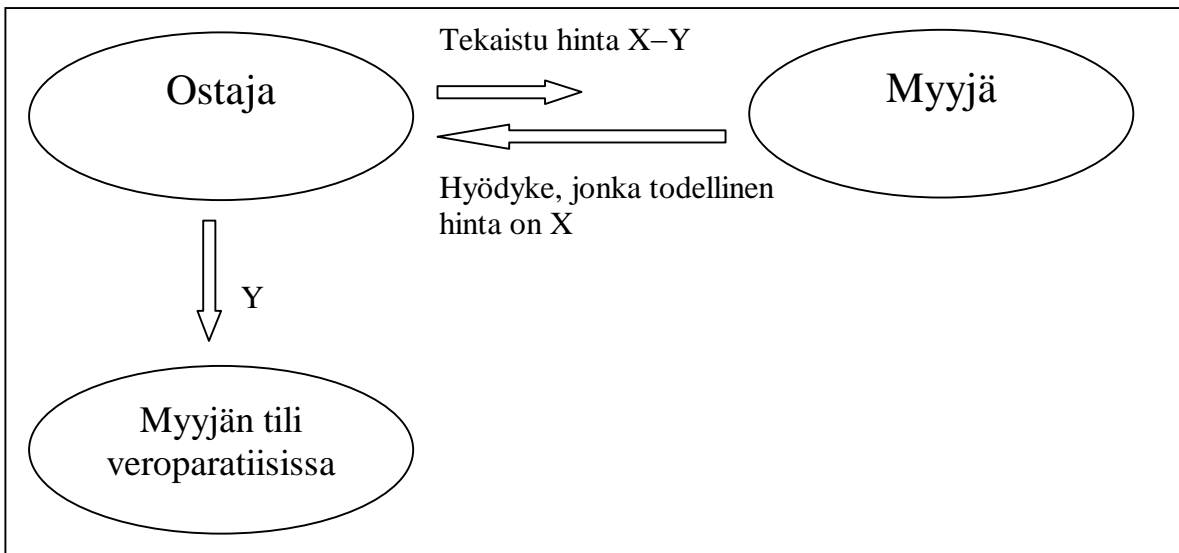 Tekaistu hinta X–Y
Ostaja
Myyjä
Hyödyke, jonka todellinen
hinta on X
Y
Myyjän tili
veroparatiisissa